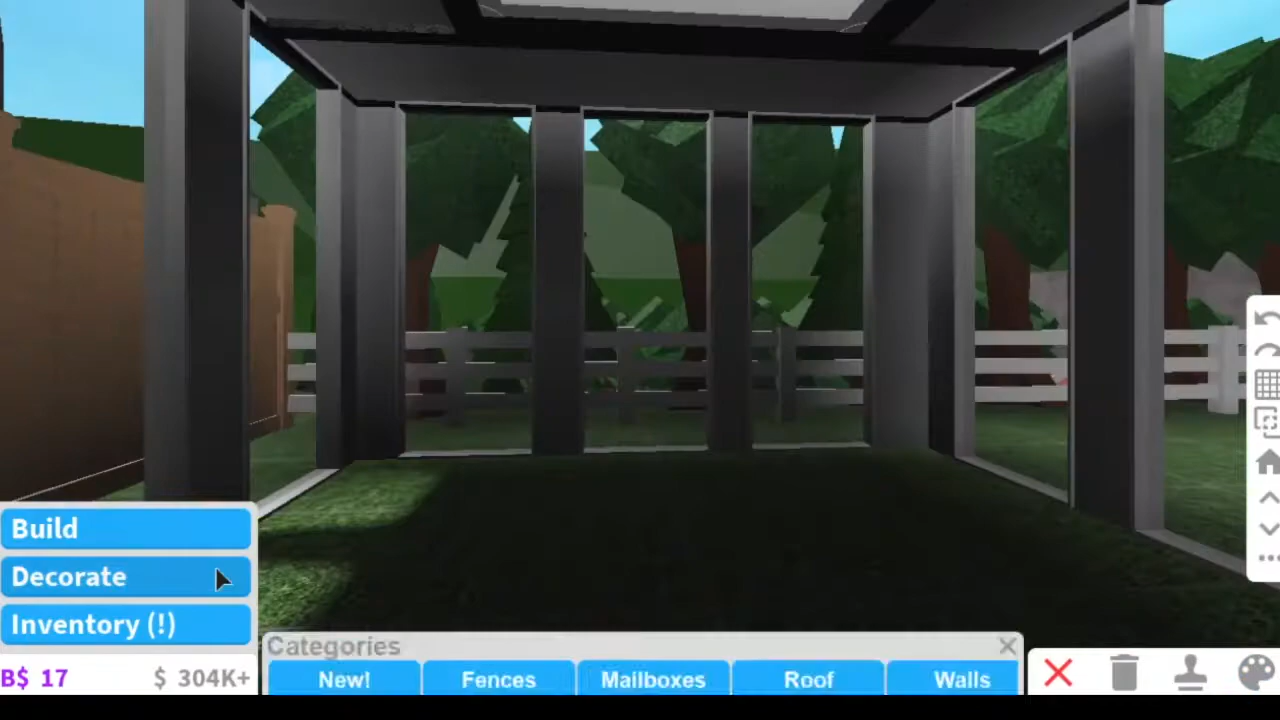 Build
Decorate
Inventory (!)
B$ 17 $ 304K+
Categories
New! Fences Mailboxes Roof Walls